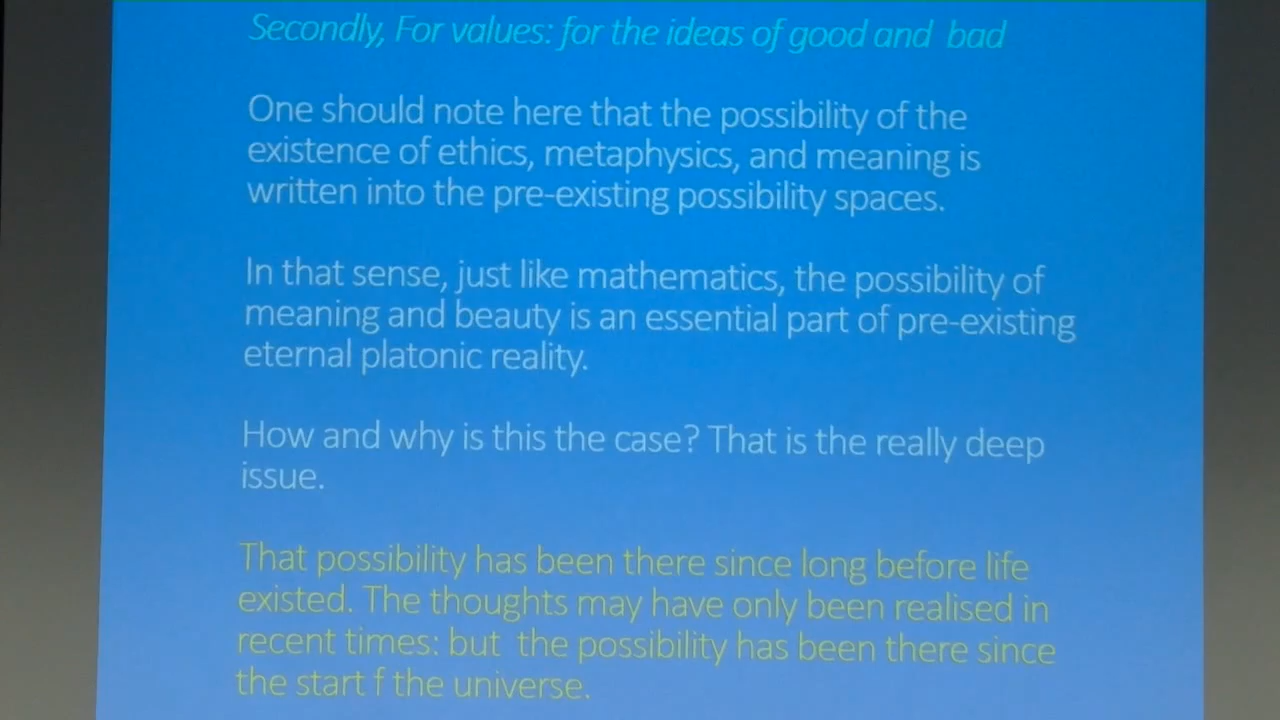 Secondly, For values: for the ideas of good and  bad
One should note here that the possibility of the
existence of ethics, metaphysics, and meaning is
written into the pre-existing possibility spaces.
In that sense, just like mathematics, the possibility of
meaning and beauty is an essential part of pre-existing
eternal platonic reality.
How and why is this the case? That is the really deep
issue.
That possibility has been there since long before life
existed. The thoughts may have only been realised in
recent times: but  the possibility has been there since
the start f the universe.